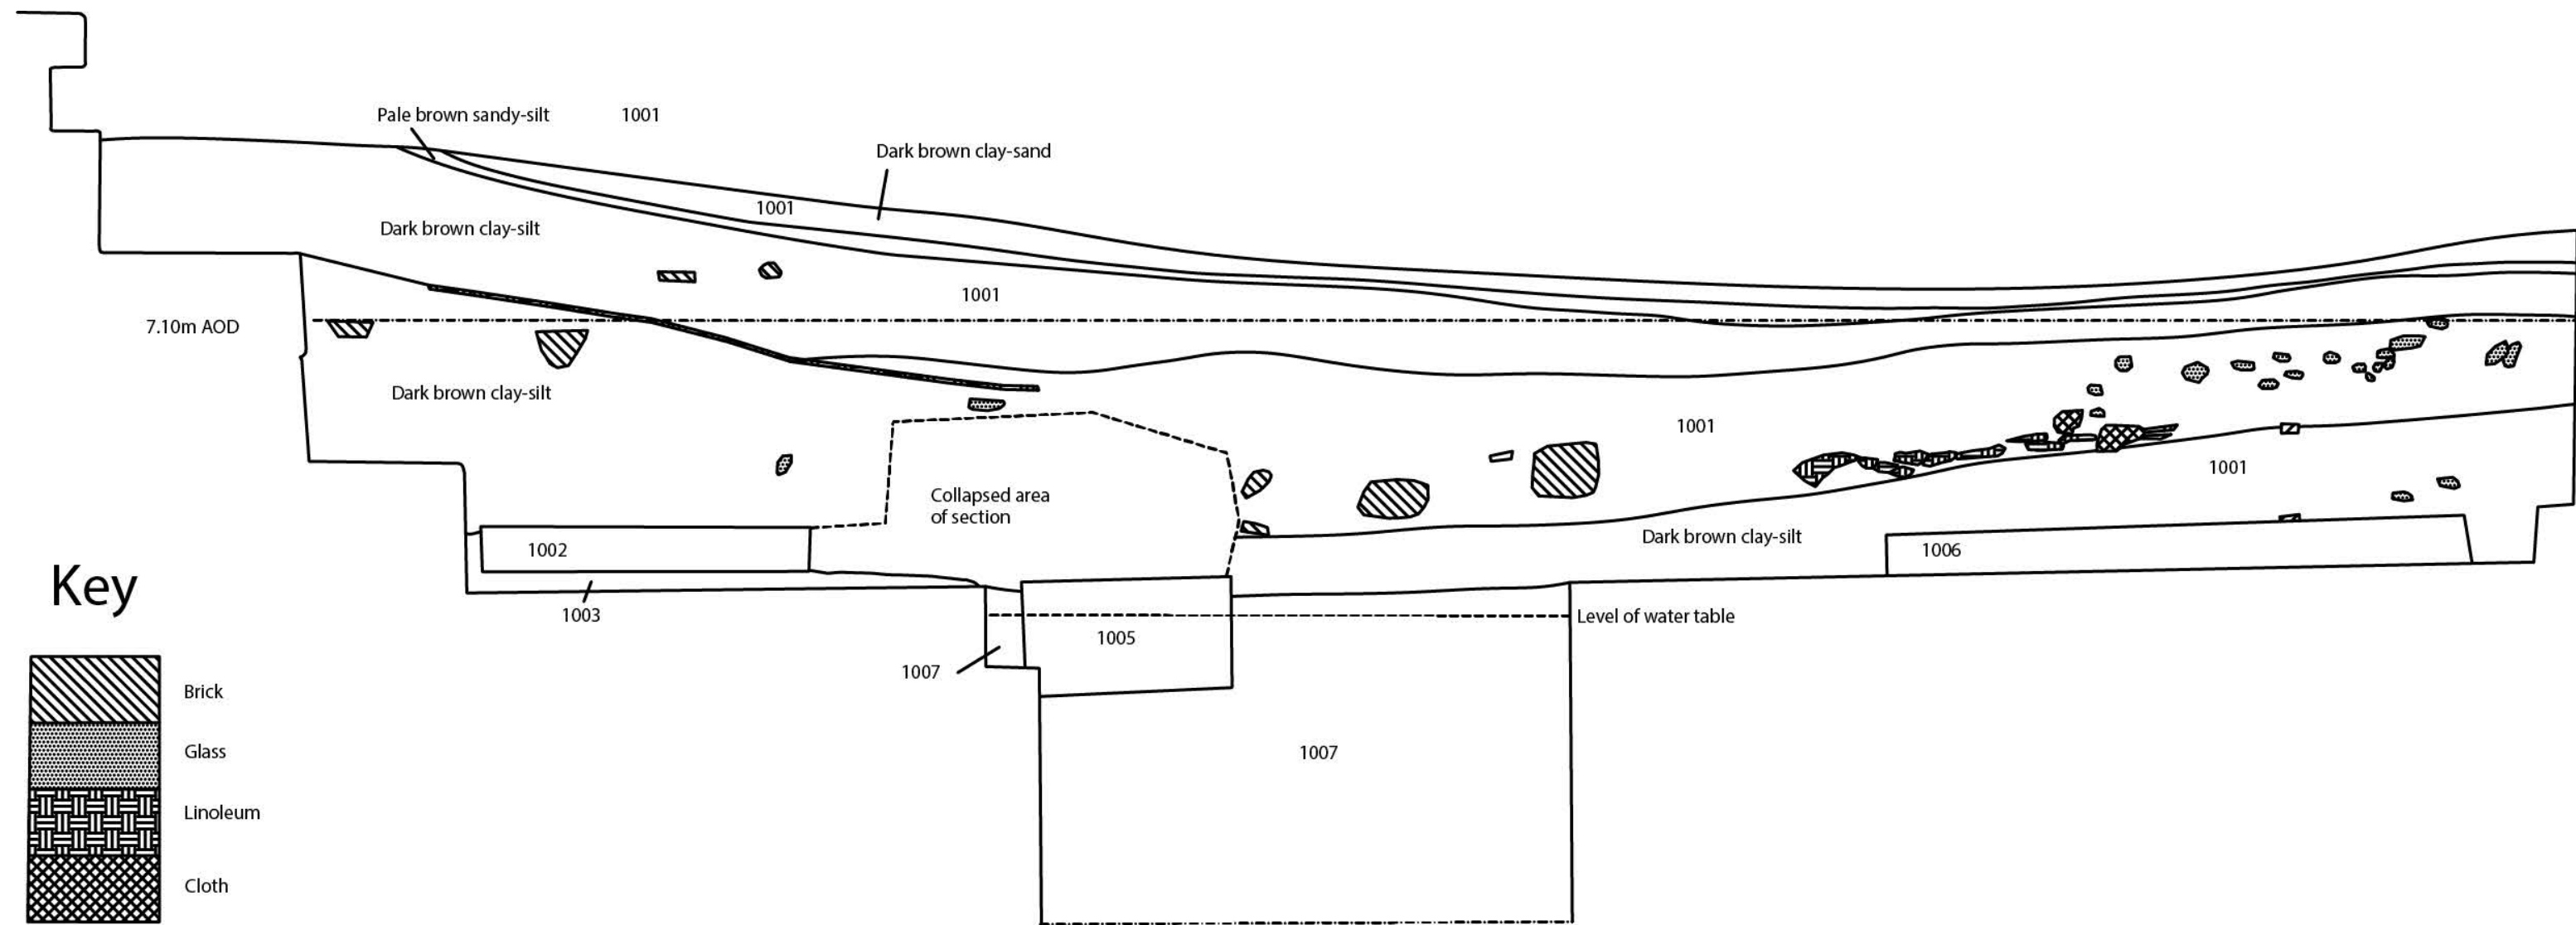 Pale brown sandy-silt
1001
Dark brown clay-sand
1001
Dark brown clay-silt
1001
7.10m AOD
Dark brown clay-silt
1001
1001
Collapsed area
of section
Dark brown clay-silt
1002
1006
Key
1003
Level of water table
1005
1007
Brick
1007
Glass
Linoleum
Cloth